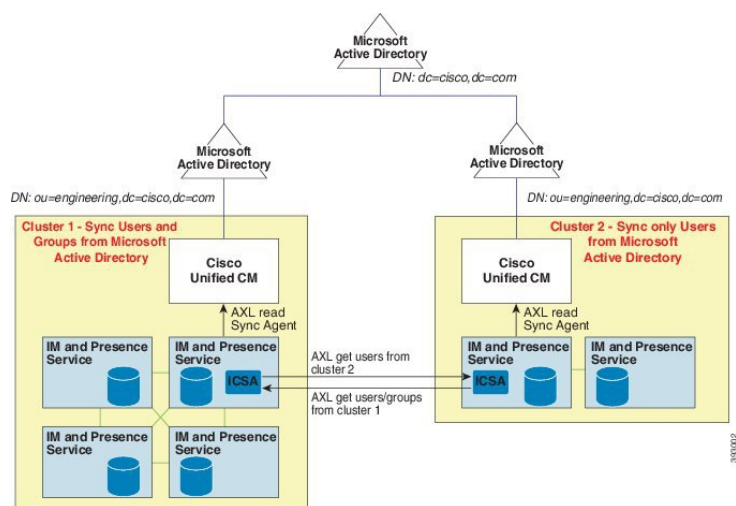 Microsoft
Active Directory
DN: dc=cisco,dc=com
Microsoft
Active Directory
Microsoft
Active Directory
DN: ou=engineering,dc=cisco,dc=com
DN: ou=engineering,dc=cisco,dc=com
Cluster 1 - Sync Users and
Groups from Microsoft
Active Directory
Cisco
Unified CM
AXL read
Sync Agent
IM and Presence
Service
IM and Presence
Service
ICSA
IM and Presence
Service
IM and Presence
Service
AXL get users from
cluster 2
AXL get users/groups
from cluster 1
Cluster 2 - Sync only Users
from Microsoft
Active Directory
Cisco
Unified CM
AXL read
Sync Agent
IM and Presence
Service
ICSA
IM and Presence
Service